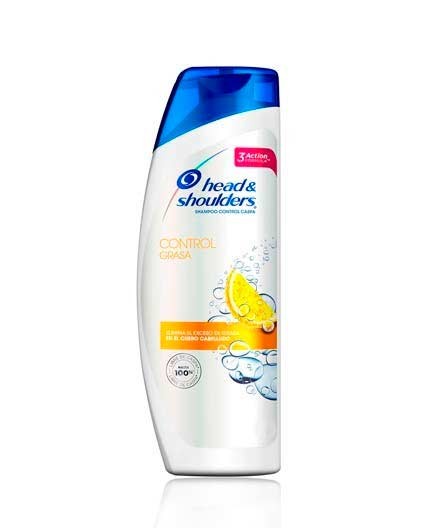 3 Action
FORMULA
head &
shoulders
SHAMPOO CONTROL CASPA
CONTROL
GRASA
ELIMINA EL EXCESO DE GRASA
EN EL CUERO CABELLUDO
HASTA
100%